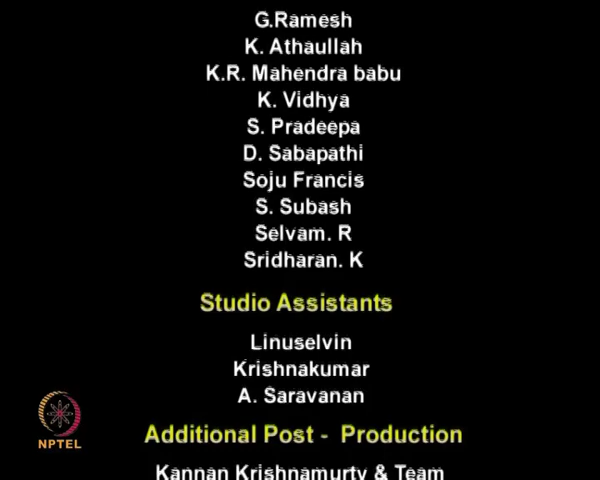 G.Ramesh
K. Athaullah
K.R. Mahendra babu
K. Vidhya
S. Pradeepa
D. Sabapathi
Soju Francis
S. Subash
Selvam. R
Sridharan. K
Studio Assistants
Linuselvin
Krishnakumar
A. Saravanan
Additional Post - Production
Kannan Krishnamurty & Team
NPTEL